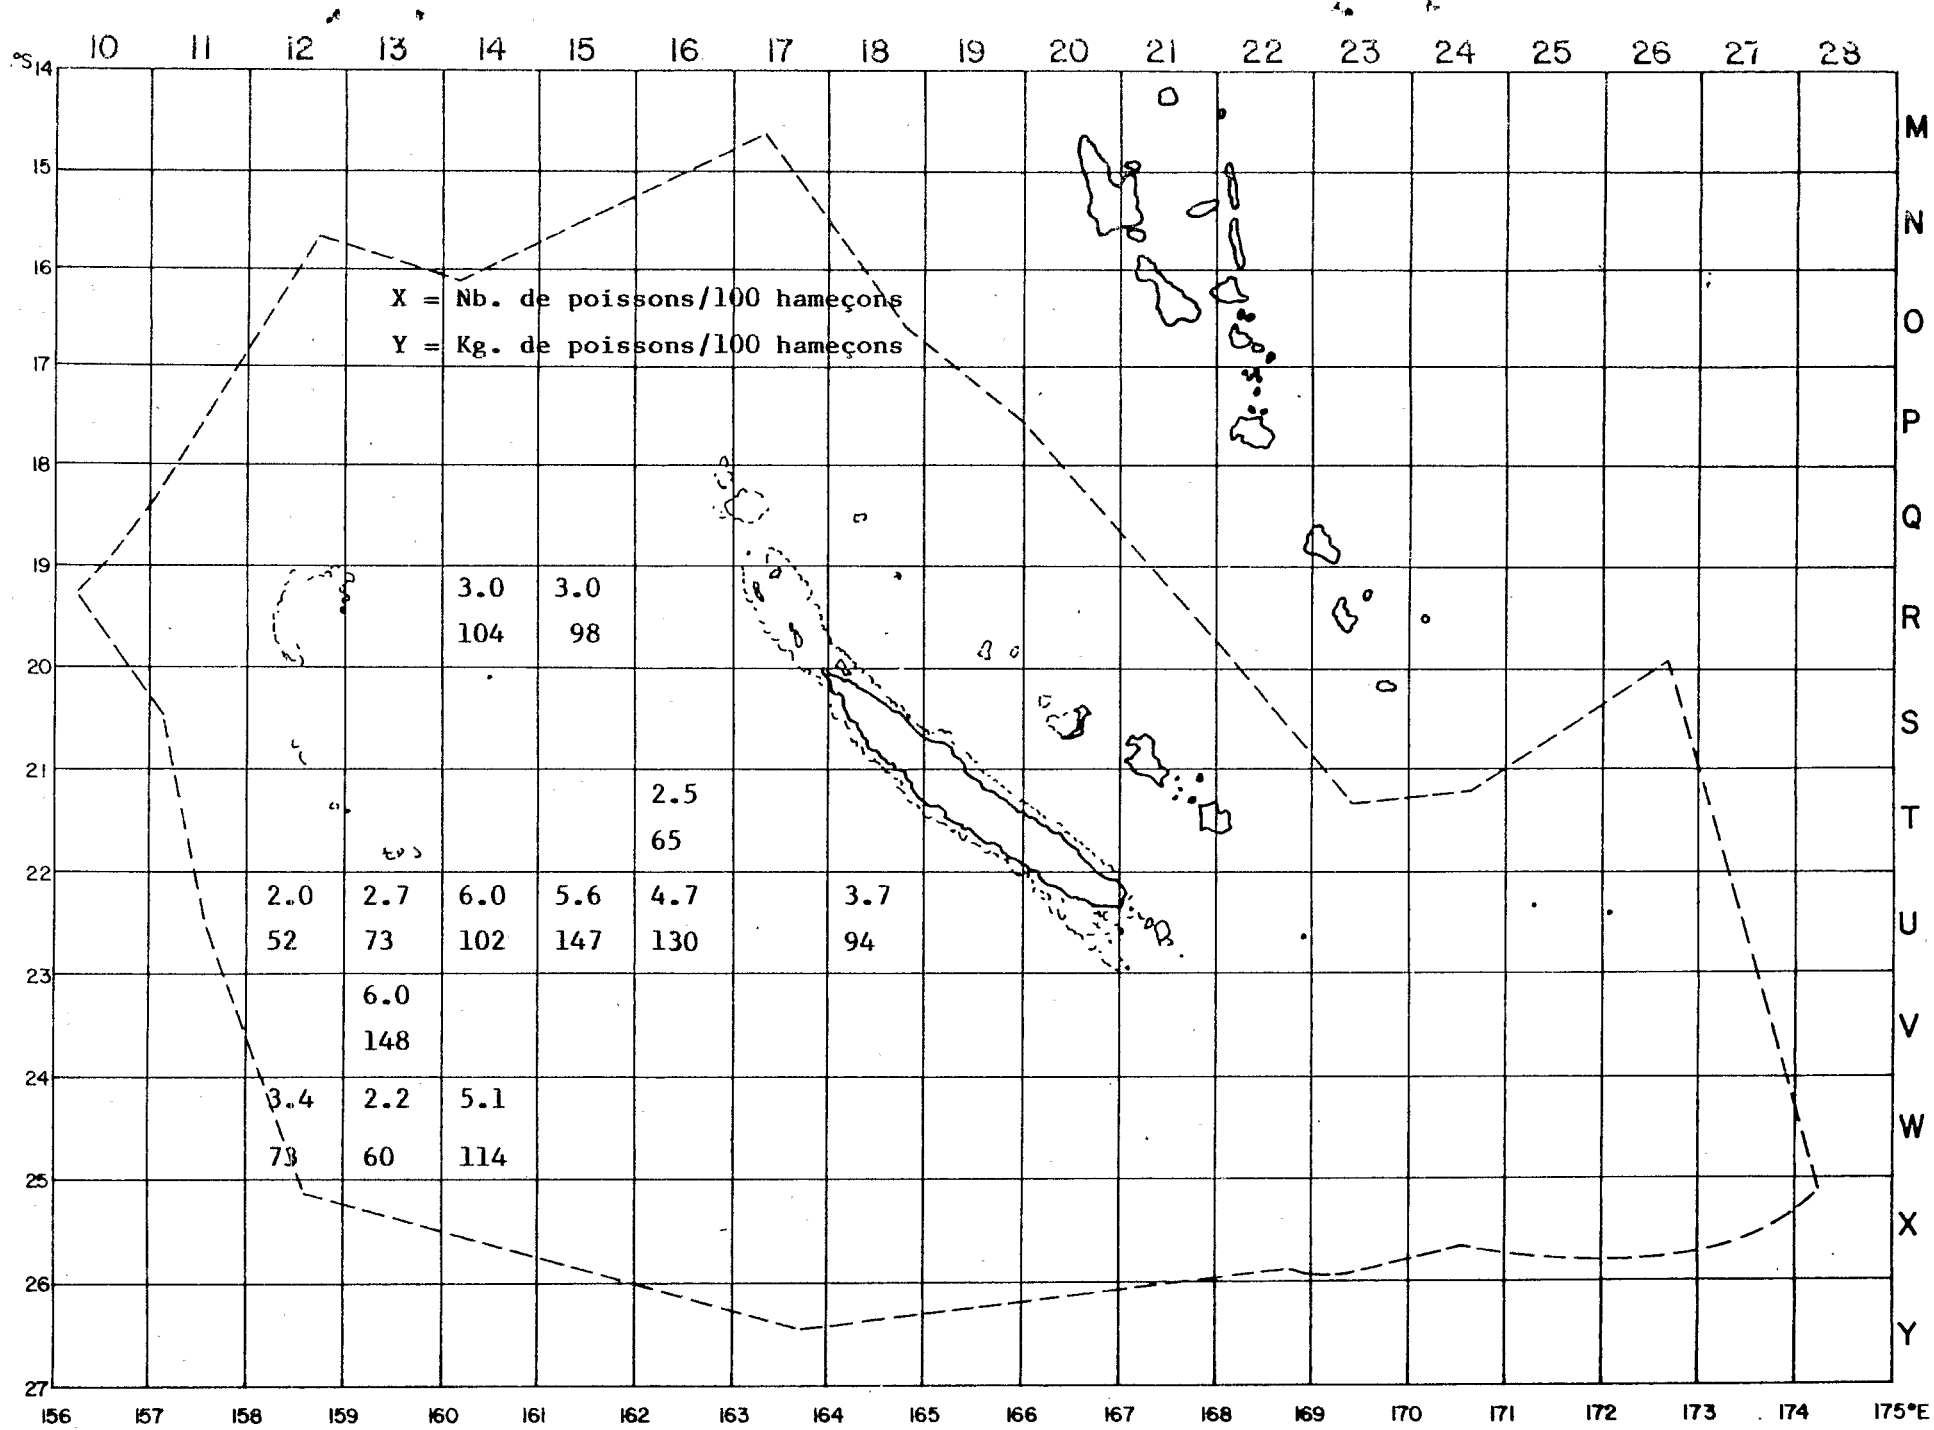 10 11 12 13 14 15 16 17 18 19 20 21 22 23 24 25 26 27 28
°S 14
M
15
N
16
X = Nb. de poissons/100 hameçons
O
Y = Kg. de poissons/100 hameçons
17
P
18
Q
19
3.0 3.0
R
104 98
20
S
21
2.5
T
65
22
2.0 2.7 6.0 5.6 4.7 3.7
U
52 73 102 147 130 94
23
6.0
V
148
24
3.4 2.2 5.1
W
73 60 114
25
X
26
Y
27
156 157 158 159 160 161 162 163 164 165 166 167 168 169 170 171 172 173 174 175°E